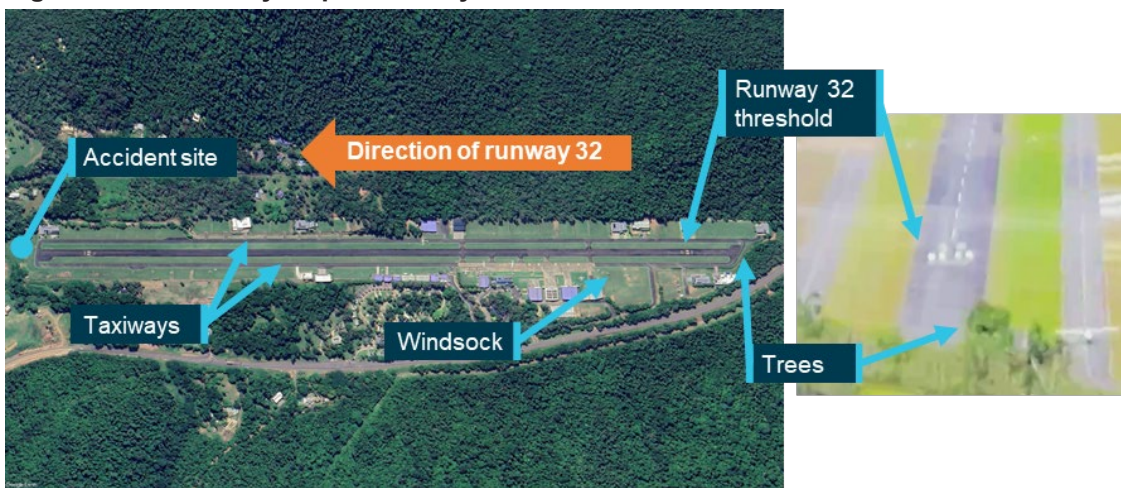 Accident site
Direction of runway 32
Runway 32
threshold
Taxiways
Windsock
Trees